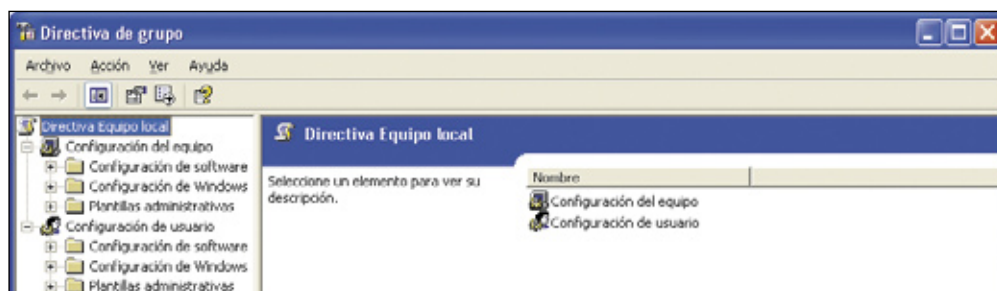 Directiva de grupo
Archivo Acción Ver Ayuda
Directiva Equipo local
Configuración del equipo
Configuración de software
Configuración de Windows
Plantillas administrativas
Configuración de usuario
Configuración de software
Configuración de Windows
Plantillas administrativas
Directiva Equipo local
Seleccione un elemento para ver su
descripción.
Nombre
Configuración del equipo
Configuración de usuario